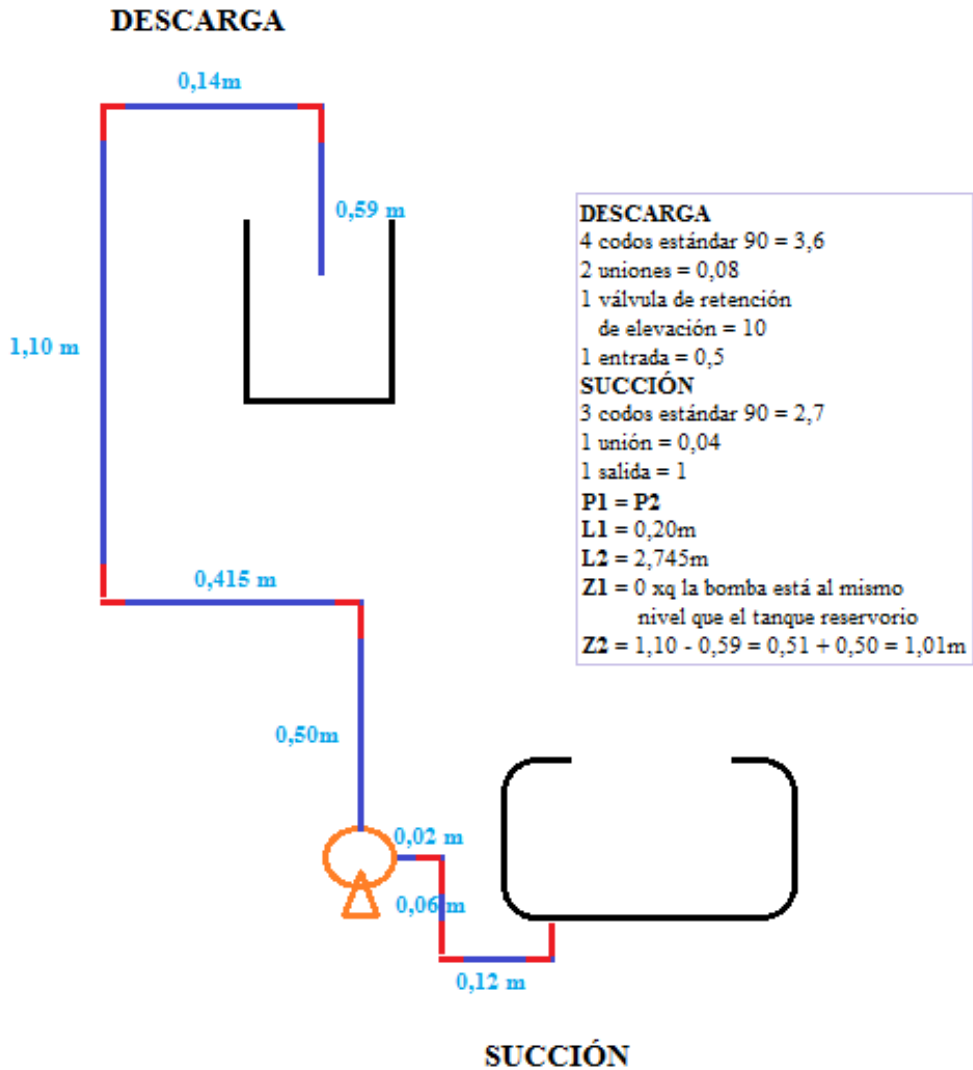 DESCARGA
0,14m
0,59 m
1,10 m
0,415 m
0,50m
0,02 m
0,06 m
0,12 m
SUCCIÓN
DESCARGA
4 codos estándar 90 = 3,6
2 uniones = 0,08
1 válvula de retención
de elevación = 10
1 entrada = 0,5
SUCCIÓN
3 codos estándar 90 = 2,7
1 unión = 0,04
1 salida = 1
P1 = P2
L1 = 0,20m
L2 = 2,745m
Z1 = 0 xq la bomba está al mismo
nivel que el tanque reservorio
Z2 = 1,10 - 0,59 = 0,51 + 0,50 = 1,01m